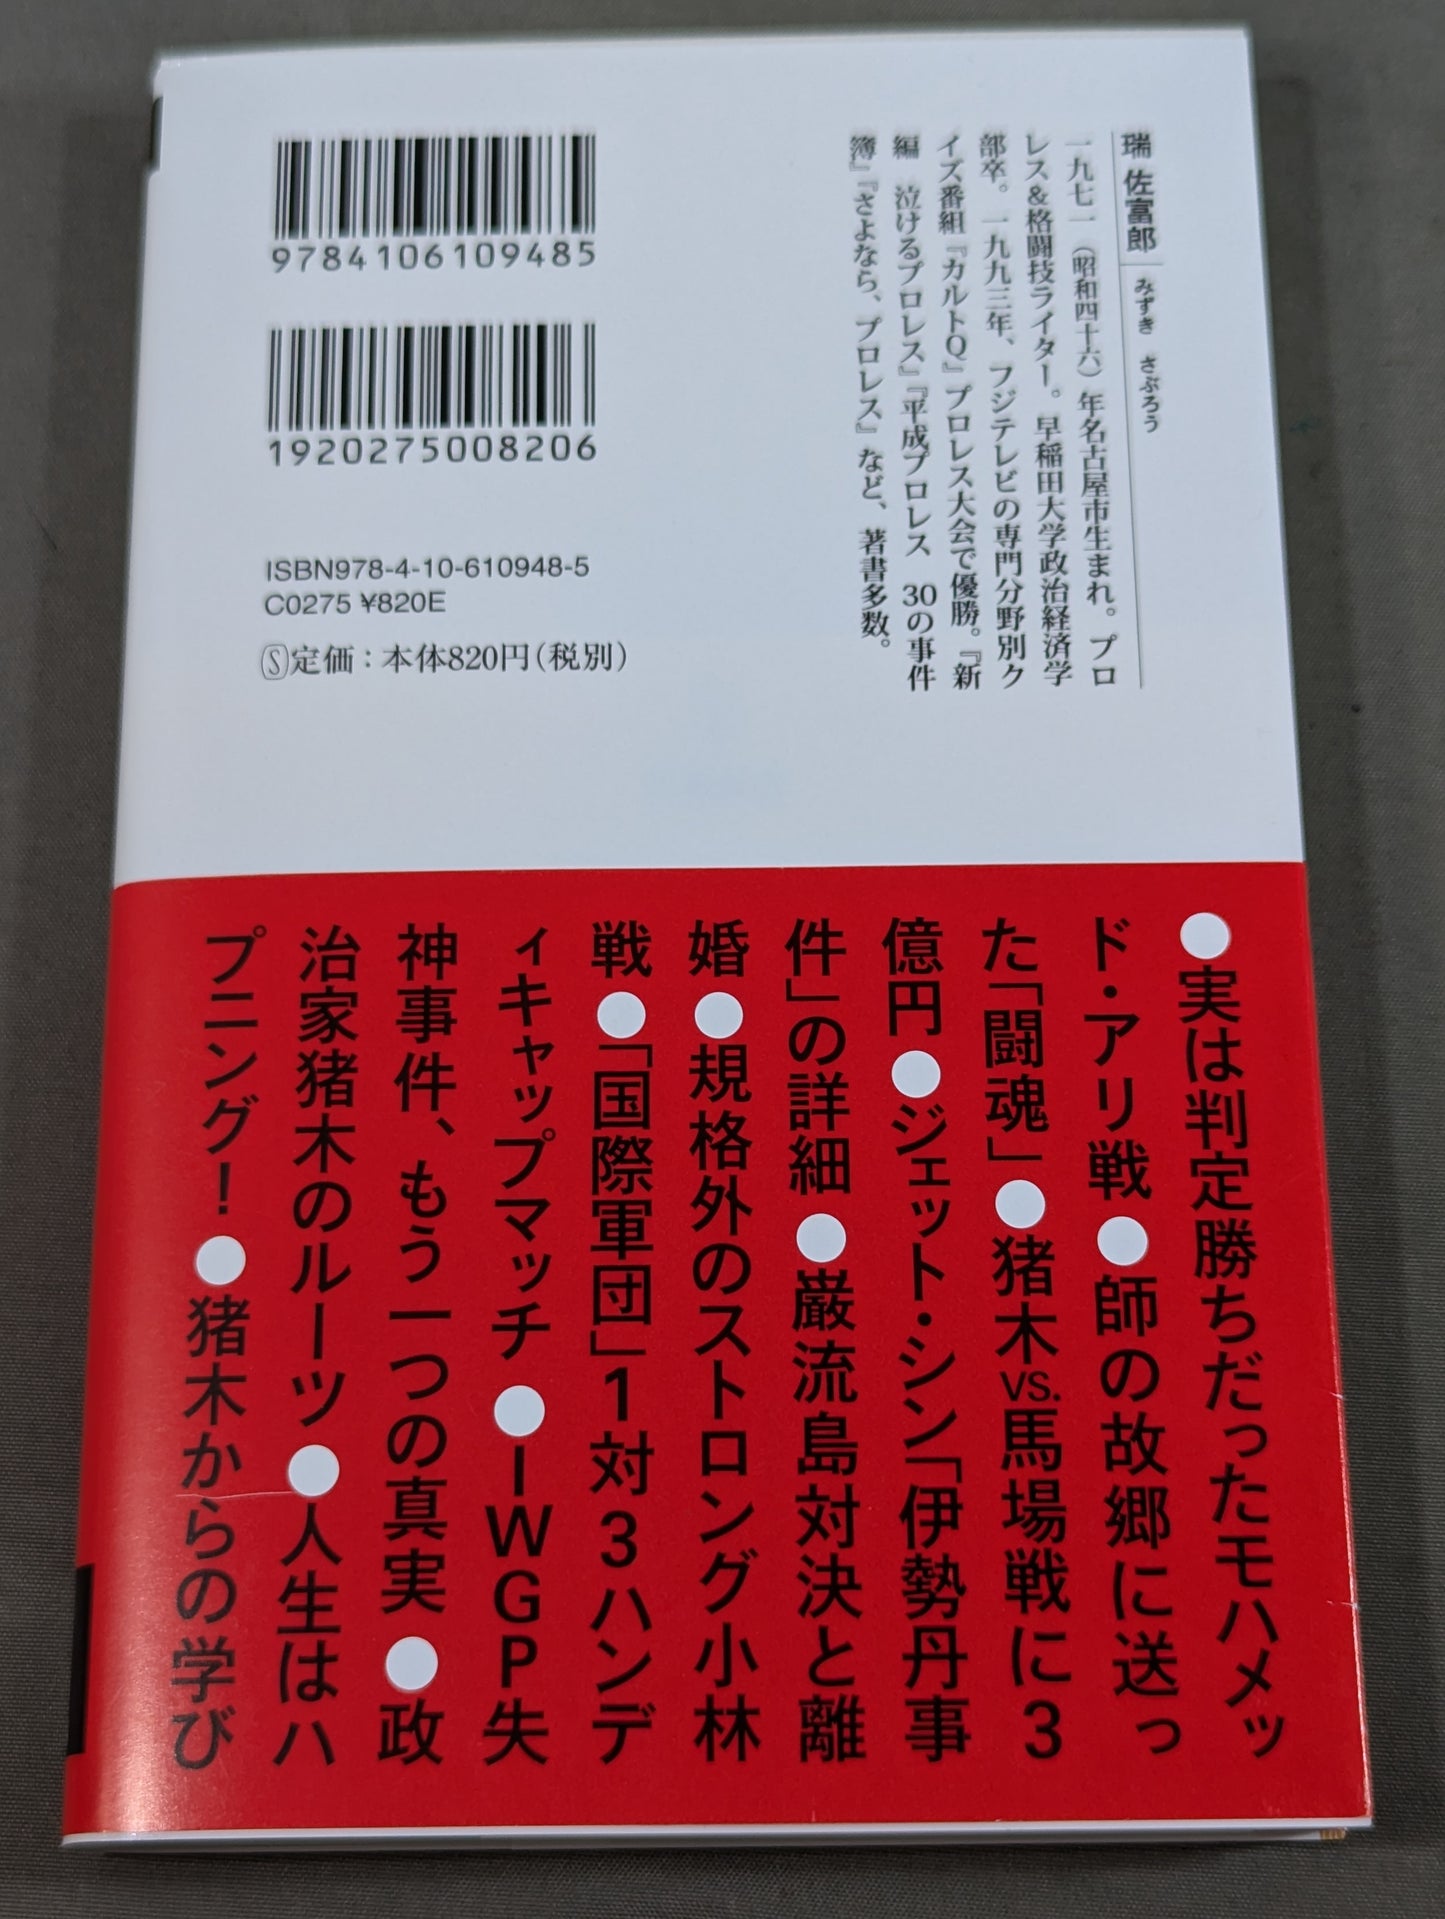 9784106109485
1920275008206
ISBN978-4-10-610948-5
C0275 ¥820E
Ⓢ定価：本体820円（税別）
瑞 佐富郎 みずき さぶろう
一九七一（昭和四十六）年名古屋市生まれ。プロ
レス&格闘技ライター。早稲田大学政治経済学
部卒。一九九三年、フジテレビの専門分野別ク
イズ番組『カルトQ』プロレス大会で優勝。『新
編 泣けるプロレス』『平成プロレス 30の事件
簿』『さよなら、プロレス』など、著書多数。
●実は判定勝ちだったモハメッ
ド・アリ戦●師の故郷に送っ
た「闘魂」●猪木vs.馬場戦に3
億円●ジェット・シン「伊勢丹事
件」の詳細●巌流島対決と離
婚●規格外のストロング小林
戦●「国際軍団」1対3ハンデ
ィキャップマッチ●IWGP失
神事件、もう一つの真実●政
治家猪木のルーツ●人生はハ
プニング！●猪木からの学び